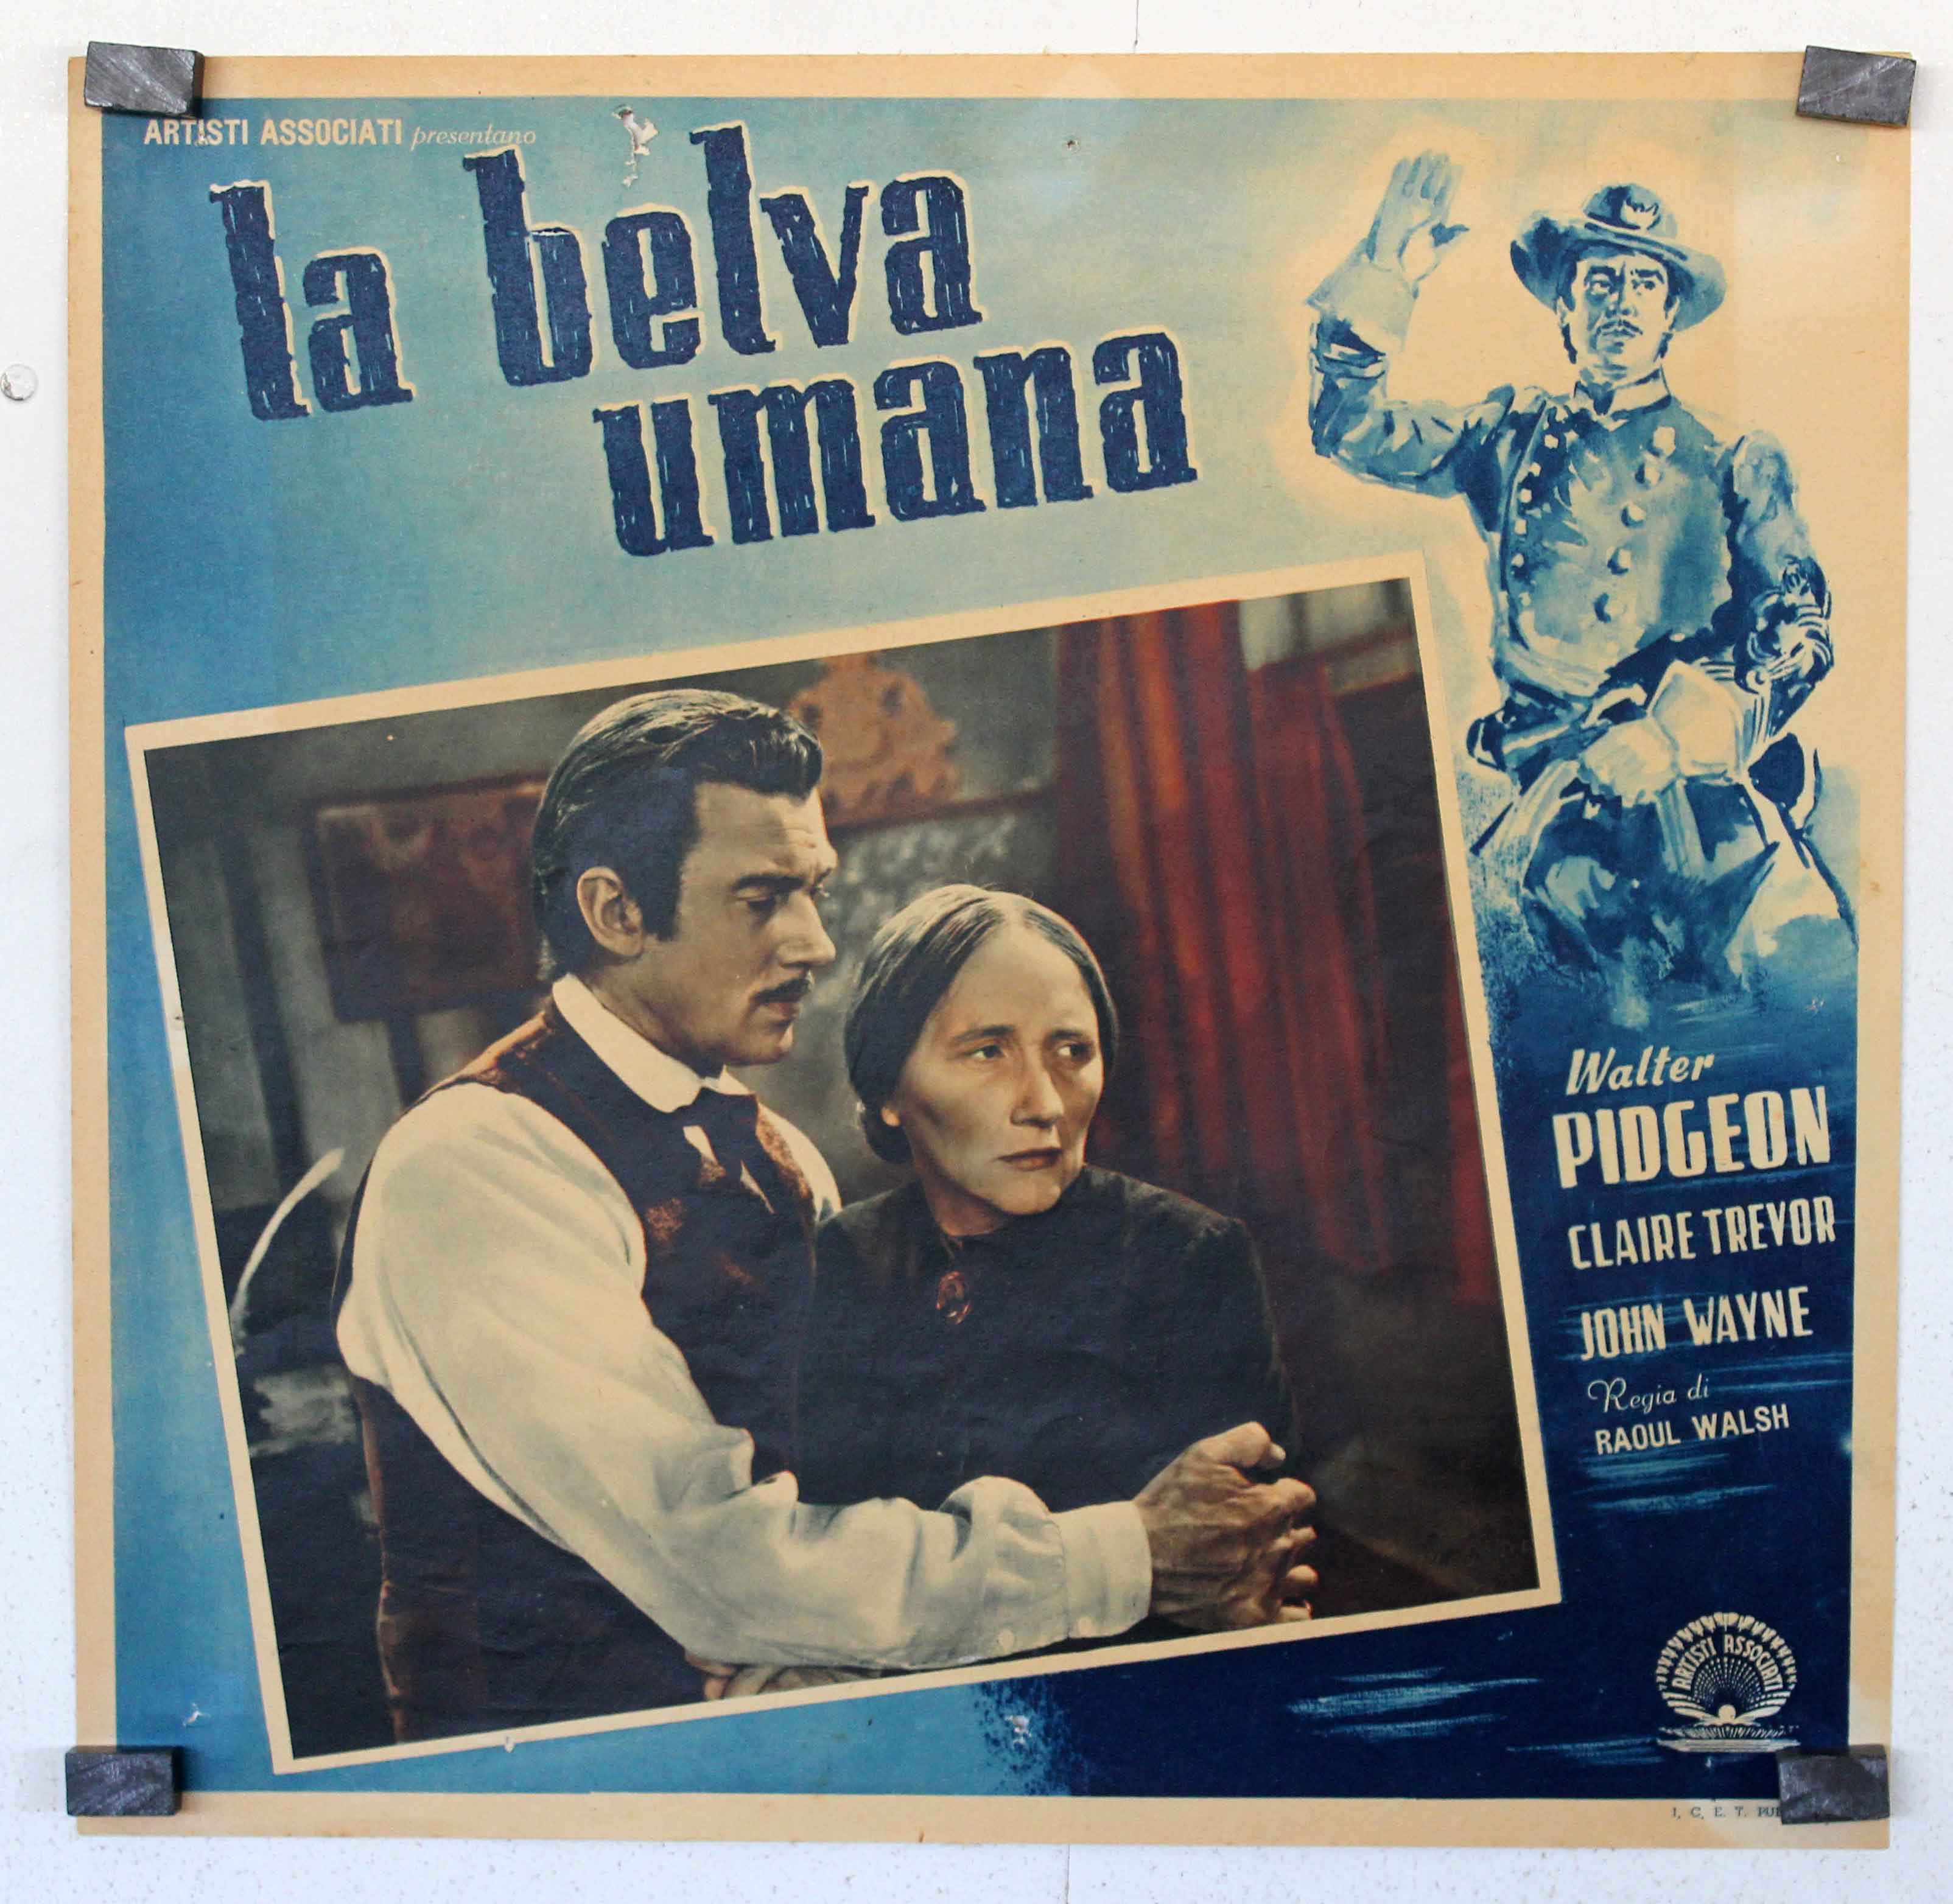 ARTISTI ASSOCIATI presentano
la belva
umana
Walter
PIDGEON
CLAIRE TREVOR
JOHN WAYNE
Regia di
RAOUL WALSH
ARTISTI ASSOCIATI
I. C. E. T.